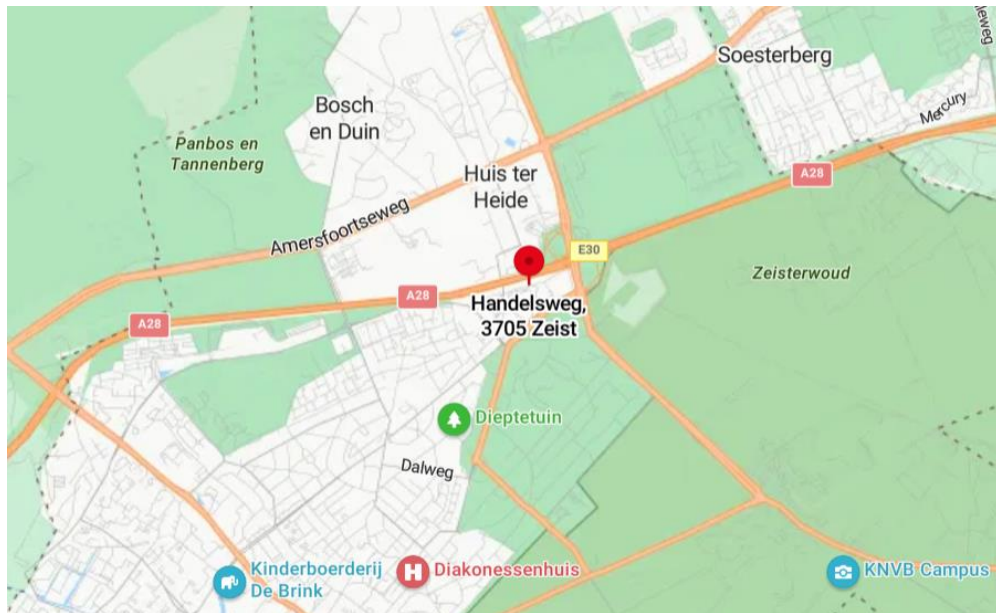 Soesterberg
Bosch
en Duin
Mercury
Panbos en
Tannenberg
A28
Huis ter
Heide
Amersfoortseweg
E30
Zeisterwoud
A28
Handelsweg,
3705 Zeist
A28
Dieptetuin
Dalweg
Kinderboerderij
De Brink
H Diakonessenhuis
KNVB Campus